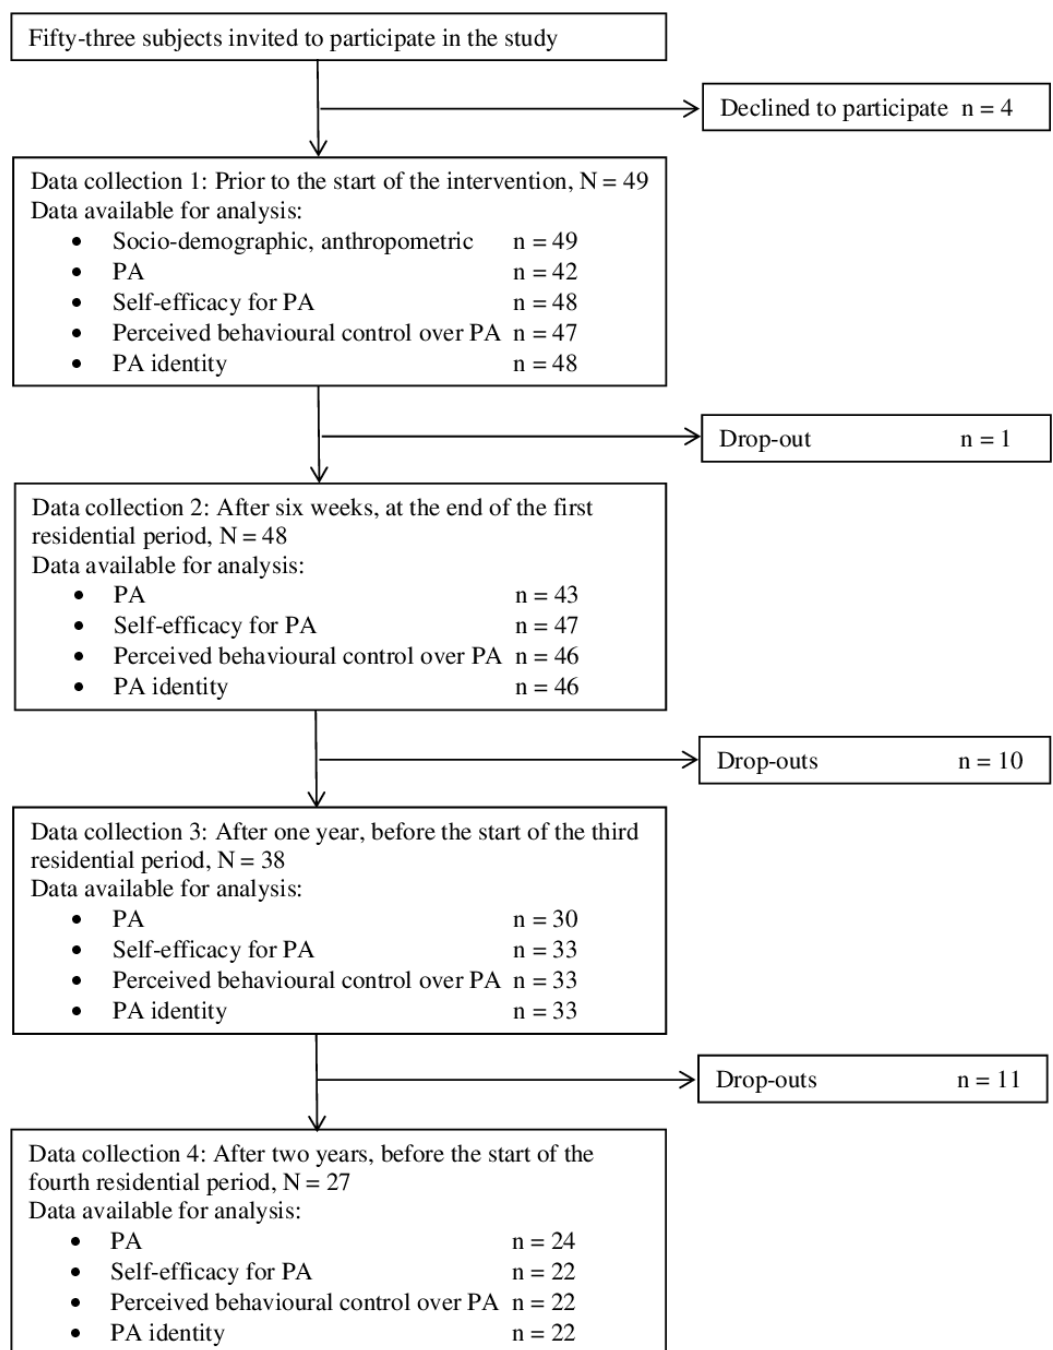 Fifty-three subjects invited to participate in the study
Declined to participate n = 4
Data collection 1: Prior to the start of the intervention, N = 49
Data available for analysis:
• Socio-demographic, anthropometric n = 49
• PA n = 42
• Self-efficacy for PA n = 48
• Perceived behavioural control over PA n = 47
• PA identity n = 48
Drop-out n = 1
Data collection 2: After six weeks, at the end of the first
residential period, N = 48
Data available for analysis:
• PA n = 43
• Self-efficacy for PA n = 47
• Perceived behavioural control over PA n = 46
• PA identity n = 46
Drop-outs n = 10
Data collection 3: After one year, before the start of the third
residential period, N = 38
Data available for analysis:
• PA n = 30
• Self-efficacy for PA n = 33
• Perceived behavioural control over PA n = 33
• PA identity n = 33
Drop-outs n = 11
Data collection 4: After two years, before the start of the
fourth residential period, N = 27
Data available for analysis:
• PA n = 24
• Self-efficacy for PA n = 22
• Perceived behavioural control over PA n = 22
• PA identity n = 22